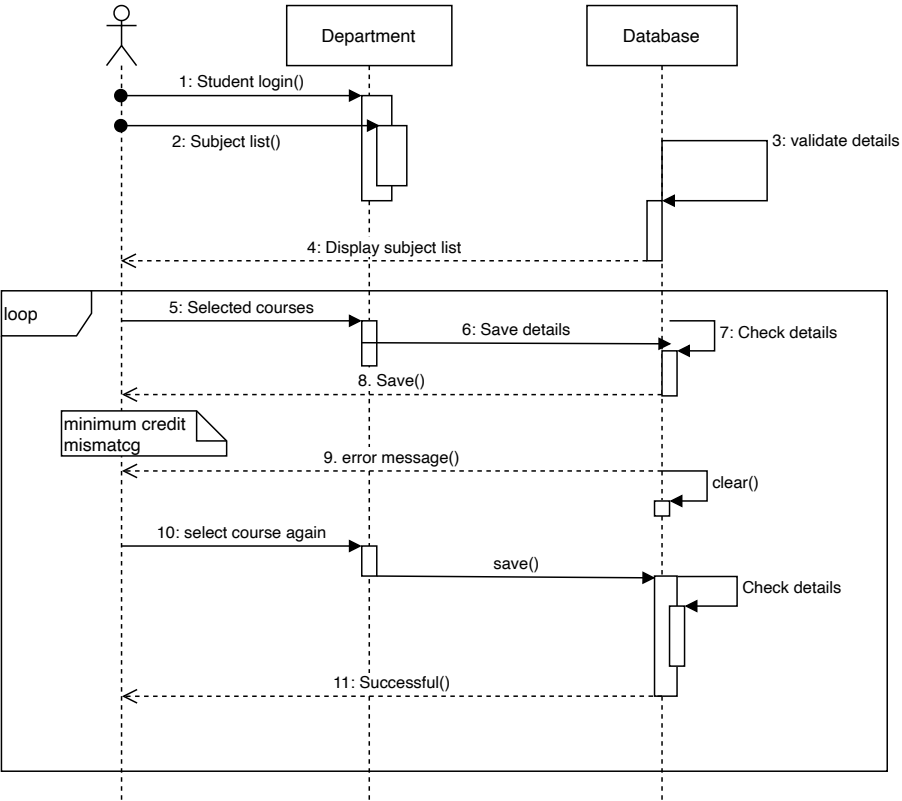 Department
Database
1: Student login()
2: Subject list()
3: validate details
4: Display subject list
loop
5: Selected courses
6: Save details
7: Check details
8. Save()
minimum credit
mismatcg
9. error message()
clear()
10: select course again
save()
Check details
11: Successful()